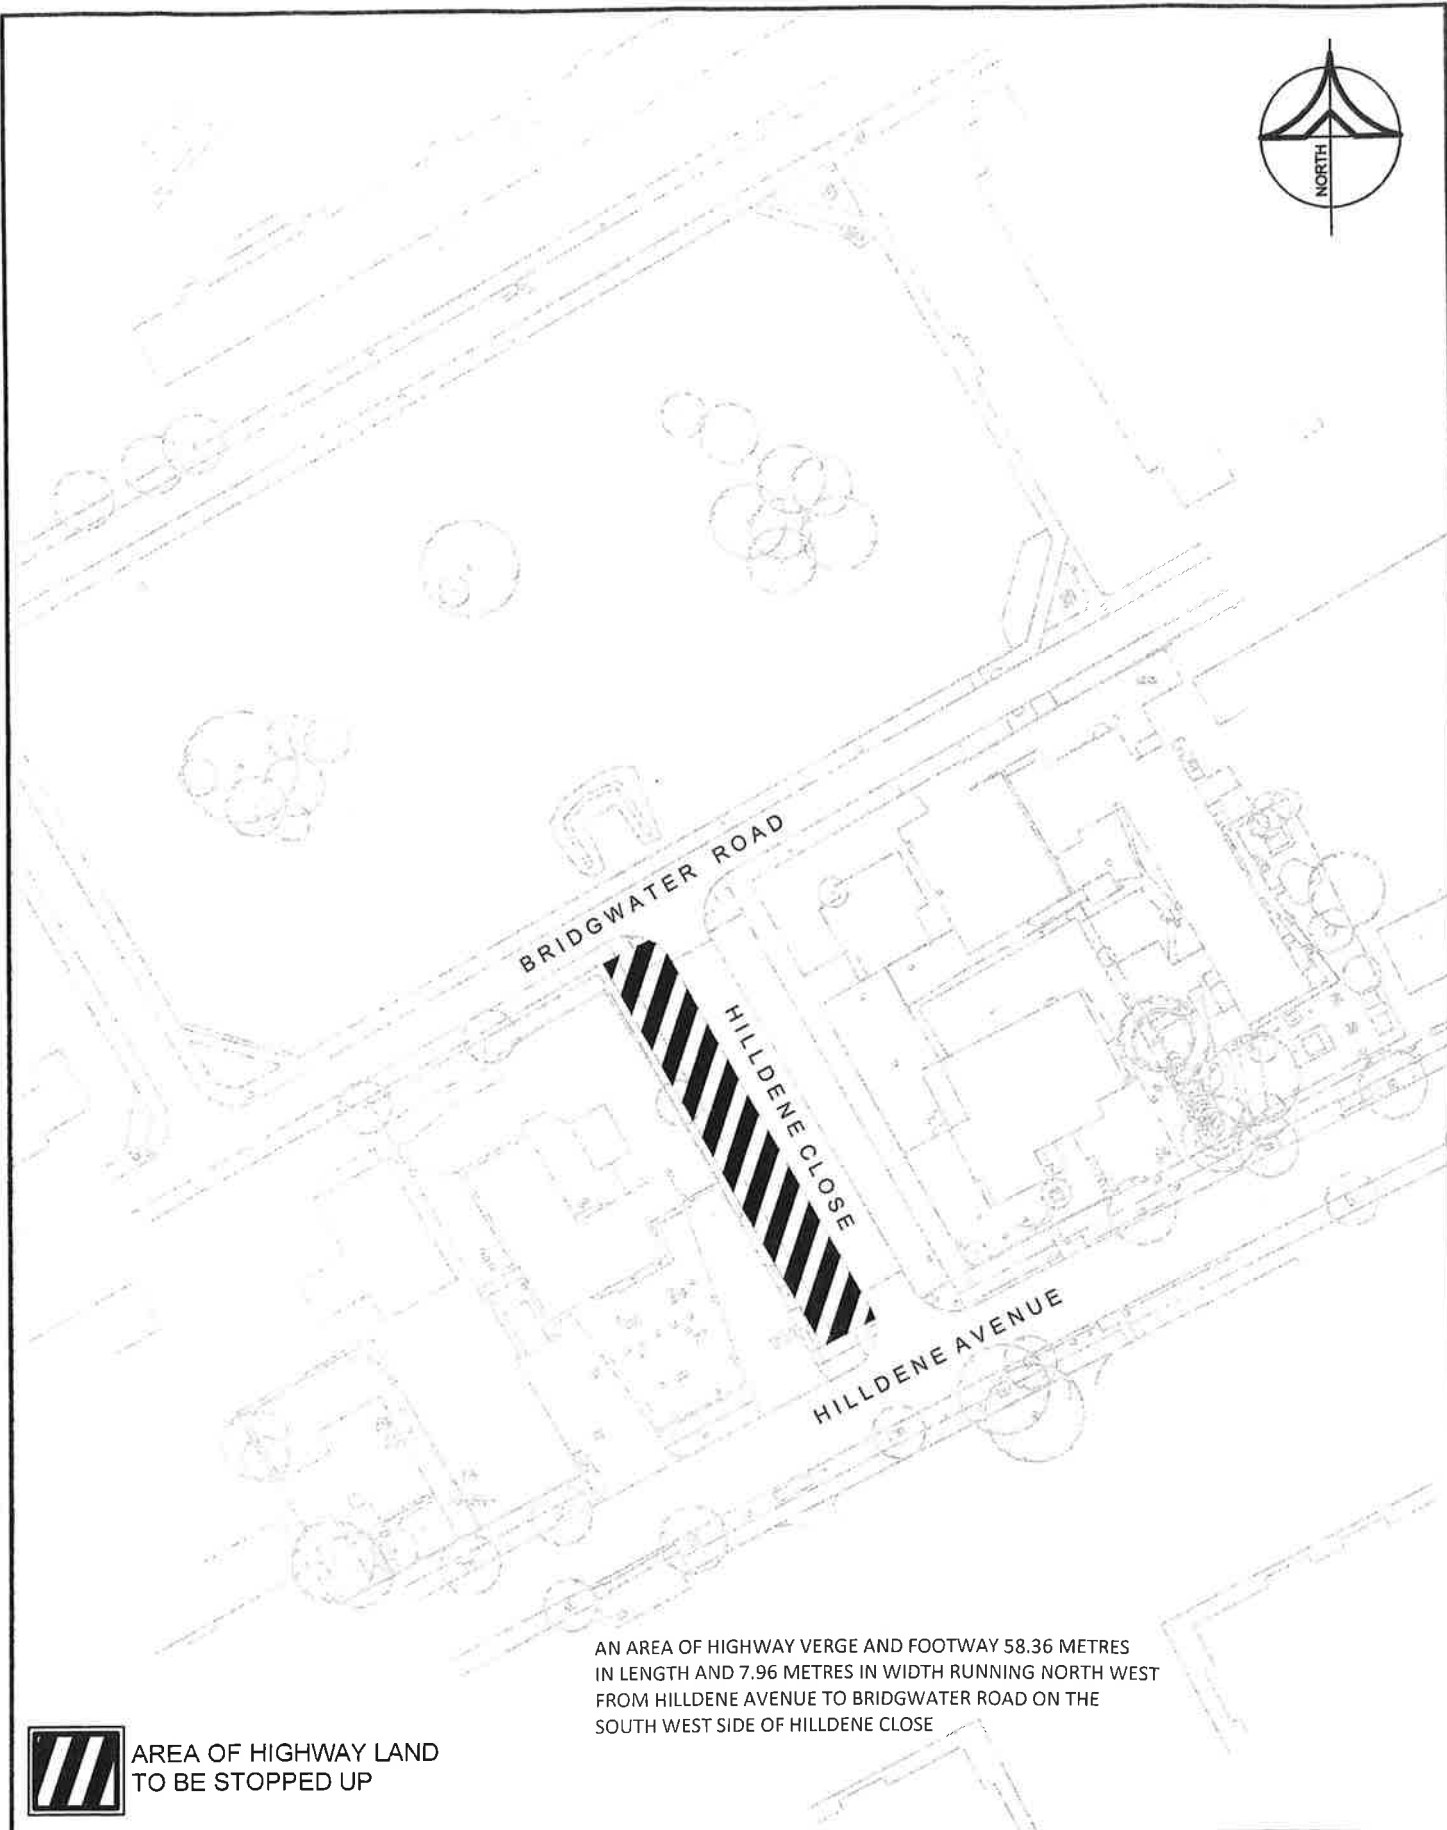 NORTH
BRIDGWATER ROAD
HILLDENE CLOSE
HILLDENE AVENUE
AN AREA OF HIGHWAY VERGE AND FOOTWAY 58.36 METRES
IN LENGTH AND 7.96 METRES IN WIDTH RUNNING NORTH WEST
FROM HILLDENE AVENUE TO BRIDGWATER ROAD ON THE
SOUTH WEST SIDE OF HILLDENE CLOSE
AREA OF HIGHWAY LAND
TO BE STOPPED UP